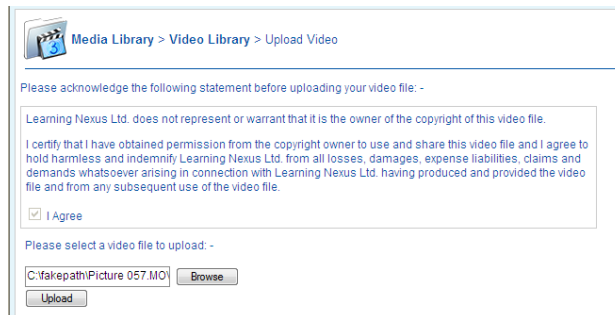 3
Media Library > Video Library > Upload Video
Please acknowledge the following statement before uploading your video file: -
Learning Nexus Ltd. does not represent or warrant that it is the owner of the copyright of this video file.
I certify that I have obtained permission from the copyright owner to use and share this video file and I agree to
hold harmless and indemnify Learning Nexus Ltd. from all losses, damages, expense liabilities, claims and
demands whatsoever arising in connection with Learning Nexus Ltd. having produced and provided the video
file and from any subsequent use of the video file.
I Agree
Please select a video file to upload: -
C:\fakepath\Picture 057.MO\ Browse
Upload